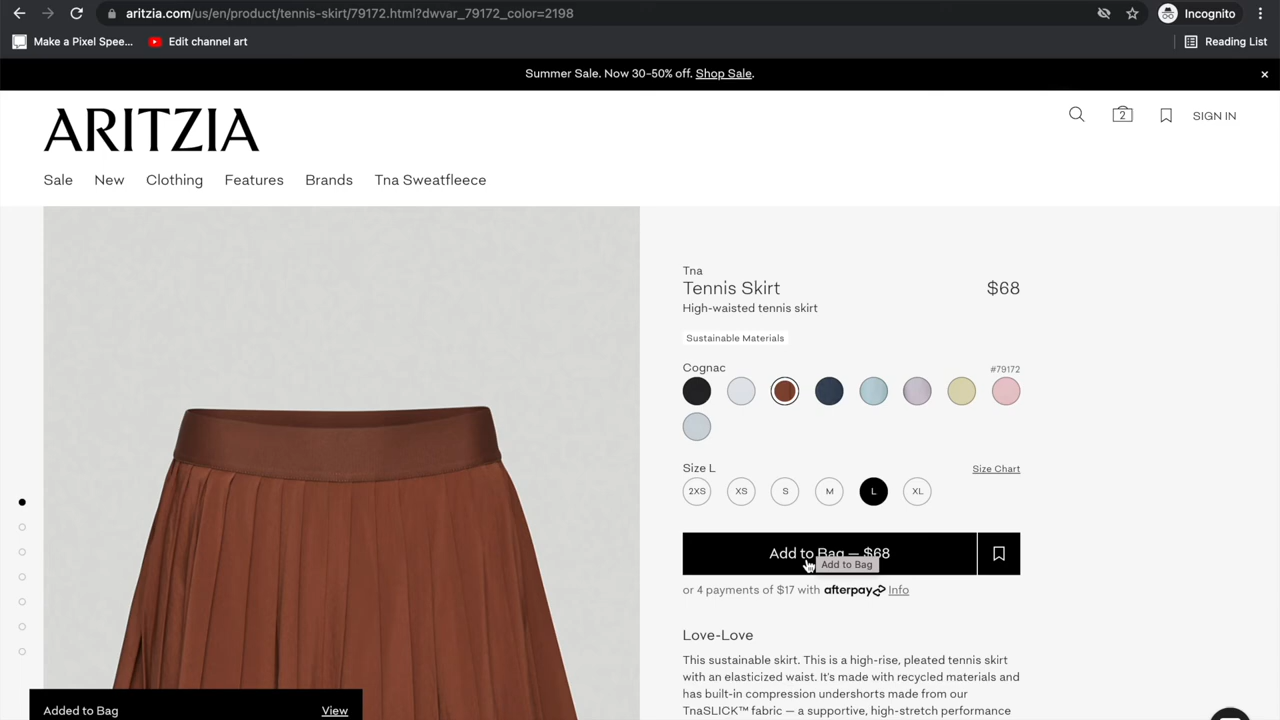 aritzia.com/us/en/product/tennis-skirt/79172.html?dwvar_79172_color=2198
Incognito
Make a Pixel Spee...
Edit channel art
Reading List
Summer Sale. Now 30-50% off. Shop Sale.
ARITZIA
2
SIGN IN
Sale New Clothing Features Brands Tna Sweatfleece
Tna
Tennis Skirt $68
High-waisted tennis skirt
Sustainable Materials
Cognac #79172
Size L Size Chart
2XS XS S M L XL
Add to Bag — $68
Add to Bag
or 4 payments of $17 with afterpay Info
Love-Love
This sustainable skirt. This is a high-rise, pleated tennis skirt
with an elasticized waist. It's made with recycled materials and
has built-in compression undershorts made from our
TnaSLICK™ fabric — a supportive, high-stretch performance
Added to Bag View